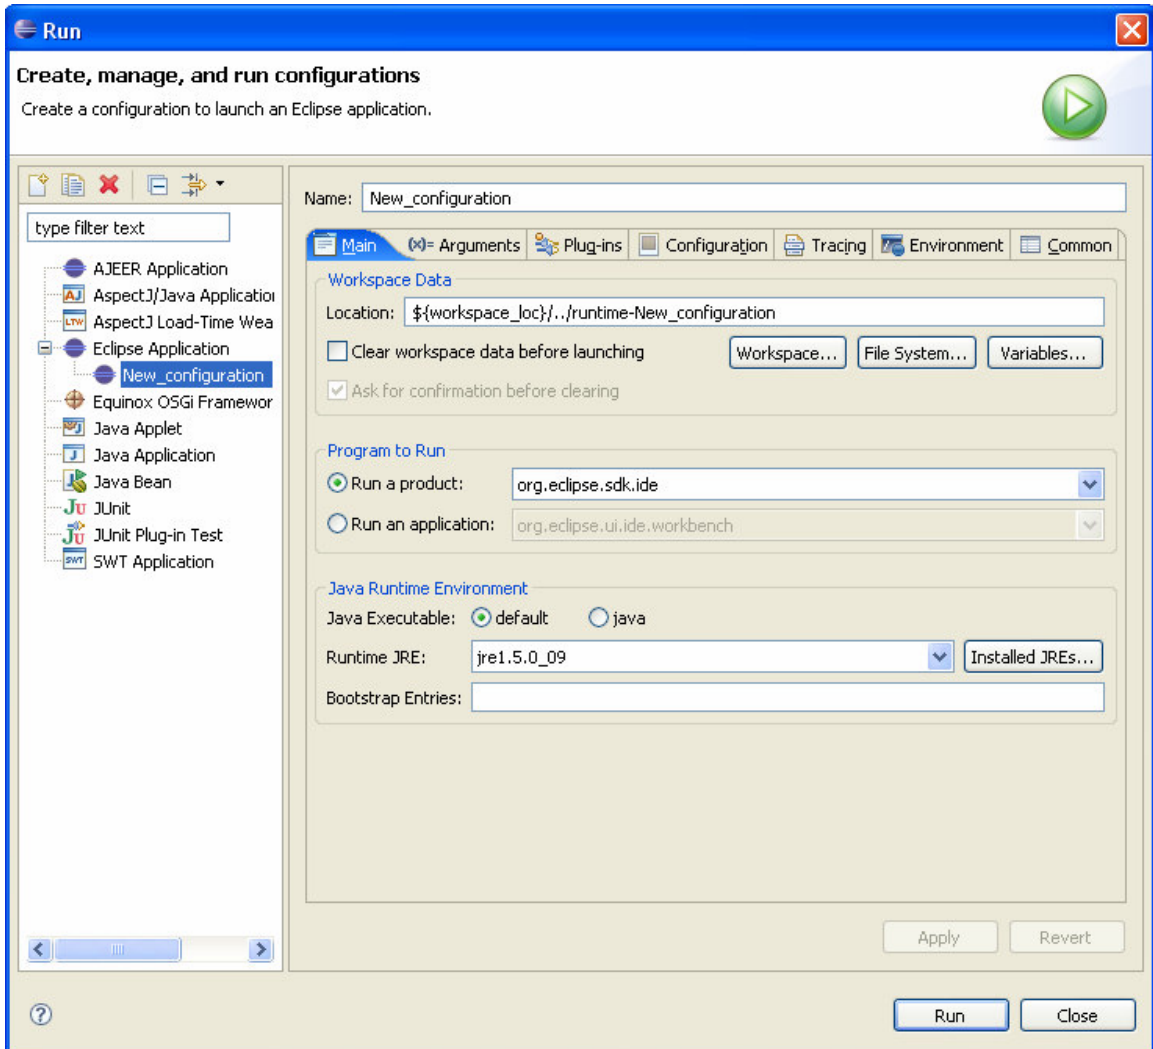 Run
Create, manage, and run configurations
Create a configuration to launch an Eclipse application.
type filter text
AJEER Application
AspectJ/Java Applicatior
AspectJ Load-Time Wea
Eclipse Application
New_configuration
Equinox OSGi Framewor
Java Applet
Java Application
Java Bean
JUnit
JUnit Plug-in Test
SWT Application
Name: New_configuration
Main (x)= Arguments Plug-ins Configuration Tracing Environment Common
Workspace Data
Location: ${workspace_loc}/../runtime-New_configuration
Clear workspace data before launching Workspace... File System... Variables...
Ask for confirmation before clearing
Program to Run
Run a product: org.eclipse.sdk.ide
Run an application: org.eclipse.ui.ide.workbench
Java Runtime Environment
Java Executable: default java
Runtime JRE: jre1.5.0_09 Installed JREs...
Bootstrap Entries:
Apply Revert
Run Close